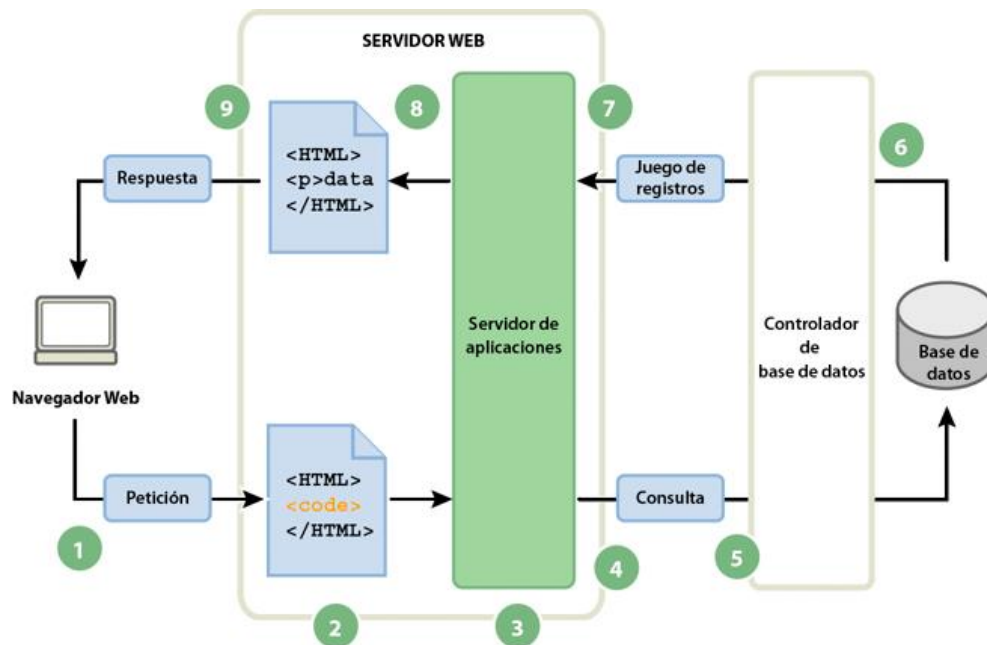 SERVIDOR WEB
9
8
7
6
<HTML>
<p>data
</HTML>
Respuesta
Juego de
registros
Servidor de
aplicaciones
Controlador
de
base de datos
Base de
datos
Navegador Web
<HTML>
<code>
</HTML>
Petición
Consulta
1
2
3
4
5